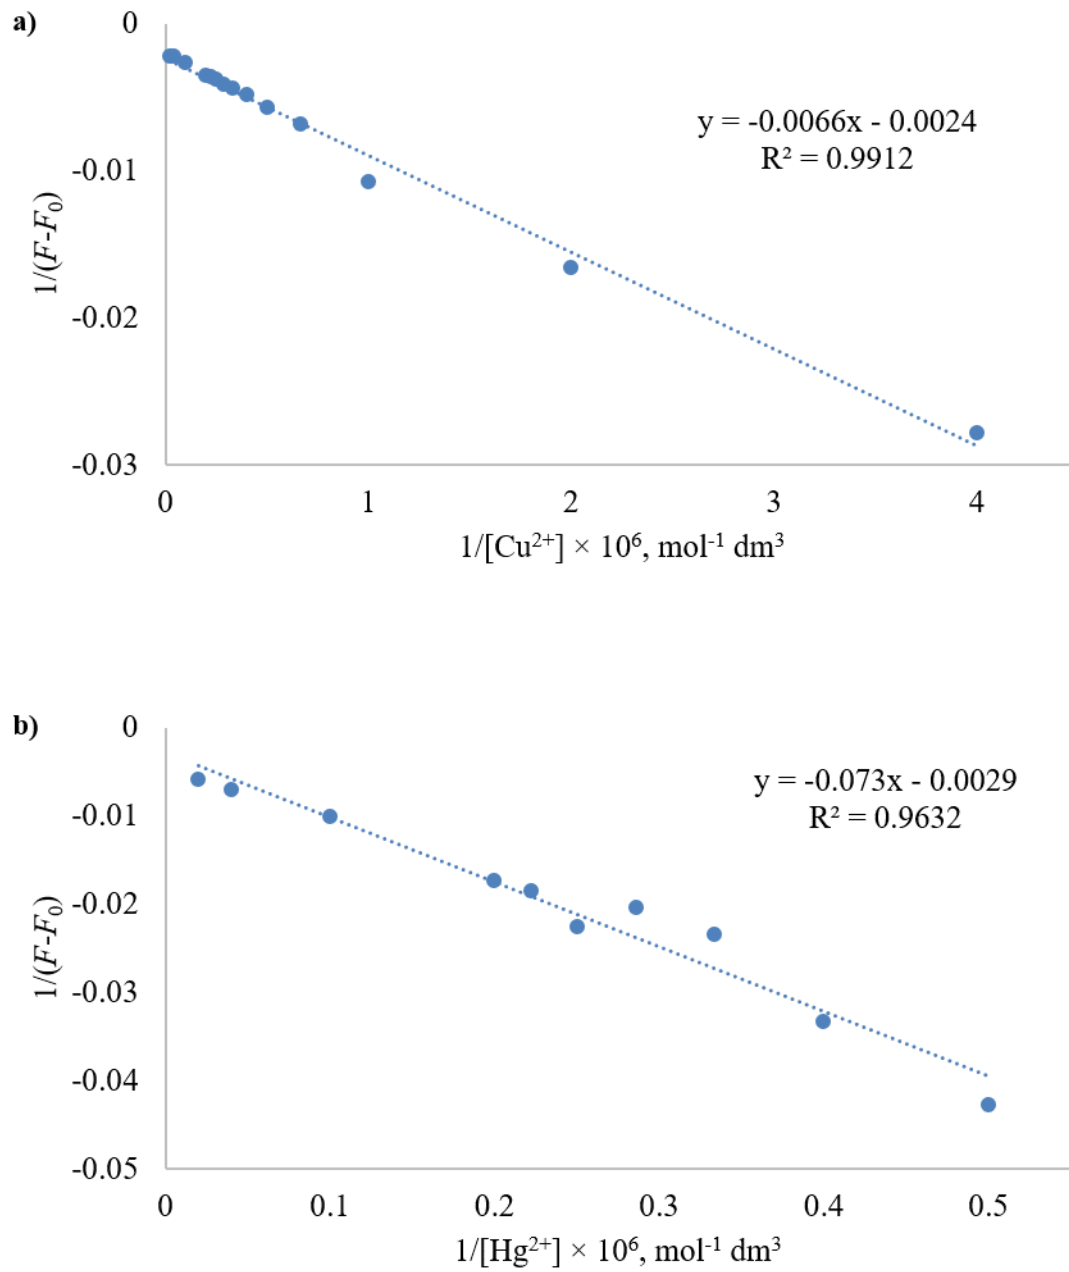 a)
0
-0.01
-0.02
-0.03
1/(F-F₀)
y = -0.0066x - 0.0024
R² = 0.9912
0 1 2 3 4
1/[Cu²⁺] × 10⁶, mol⁻¹ dm³
b)
0
-0.01
-0.02
-0.03
-0.04
-0.05
1/(F-F₀)
y = -0.073x - 0.0029
R² = 0.9632
0 0.1 0.2 0.3 0.4 0.5
1/[Hg²⁺] × 10⁶, mol⁻¹ dm³